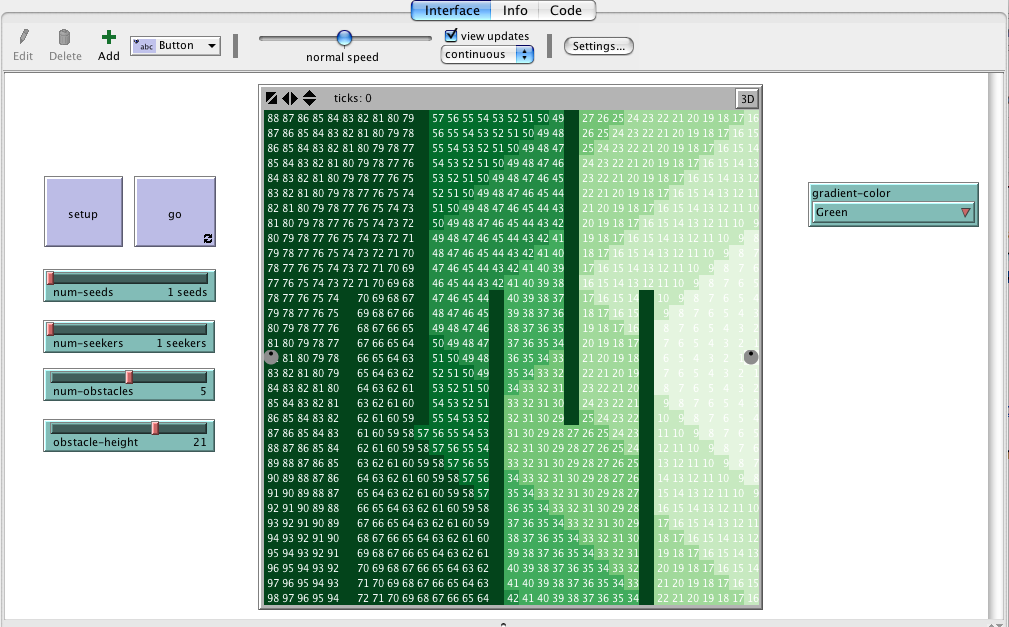 Interface Info Code
Edit Delete Add abc Button normal speed view updates continuous Settings...
ticks: 0 3D
88 87 86 85 84 83 82 81 80 79 57 56 55 54 53 52 51 50 49 27 26 25 24 23 22 21 20 19 18 17 16
87 86 85 84 83 82 81 80 79 78 56 55 54 53 52 51 50 49 48 26 25 24 23 22 21 20 19 18 17 16 15
86 85 84 83 82 81 80 79 78 77 55 54 53 52 51 50 49 48 47 25 24 23 22 21 20 19 18 17 16 15 14
85 84 83 82 81 80 79 78 77 76 54 53 52 51 50 49 48 47 46 24 23 22 21 20 19 18 17 16 15 14 13
84 83 82 81 80 79 78 77 76 75 53 52 51 50 49 48 47 46 45 23 22 21 20 19 18 17 16 15 14 13 12
83 82 81 80 79 78 77 76 75 74 52 51 50 49 48 47 46 45 44 22 21 20 19 18 17 16 15 14 13 12 11
82 81 80 79 78 77 76 75 74 73 51 50 49 48 47 46 45 44 43 21 20 19 18 17 16 15 14 13 12 11 10
81 80 79 78 77 76 75 74 73 72 50 49 48 47 46 45 44 43 42 20 19 18 17 16 15 14 13 12 11 10 9
80 79 78 77 76 75 74 73 72 71 49 48 47 46 45 44 43 42 41 19 18 17 16 15 14 13 12 11 10 9 8
79 78 77 76 75 74 73 72 71 70 48 47 46 45 44 43 42 41 40 18 17 16 15 14 13 12 11 10 9 8 7
78 77 76 75 74 73 72 71 70 69 47 46 45 44 43 42 41 40 39 17 16 15 14 13 12 11 10 9 8 7 6
77 76 75 74 73 72 71 70 69 68 46 45 44 43 42 41 40 39 38 16 15 14 13 12 11 10 9 8 7 6 5
78 77 76 75 74 70 69 68 67 47 46 45 44 40 39 38 37 17 16 15 14 10 9 8 7 6 5 4
79 78 77 76 75 69 68 67 66 48 47 46 45 39 38 37 36 18 17 16 15 9 8 7 6 5 4 3
80 79 78 77 76 68 67 66 65 49 48 47 46 38 37 36 35 19 18 17 16 8 7 6 5 4 3 2
81 80 79 78 77 67 66 65 64 50 49 48 47 37 36 35 34 20 19 18 17 7 6 5 4 3 2 1
81 80 79 78 66 65 64 63 51 50 49 48 36 35 34 33 21 20 19 18 6 5 4 3 2 1
83 82 81 80 79 65 64 63 62 52 51 50 49 35 34 33 32 22 21 20 19 7 6 5 4 3 2 1
84 83 82 81 80 64 63 62 61 53 52 51 50 34 33 32 31 23 22 21 20 8 7 6 5 4 3 2
85 84 83 82 81 63 62 61 60 54 53 52 51 33 32 31 30 24 23 22 21 9 8 7 6 5 4 3
86 85 84 83 82 62 61 60 59 55 54 53 52 32 31 30 29 25 24 23 22 10 9 8 7 6 5 4
87 86 85 84 83 61 60 59 58 57 56 55 54 53 31 30 29 28 27 26 25 24 23 11 10 9 8 7 6 5
88 87 86 85 84 62 61 60 59 58 57 56 55 54 32 31 30 29 28 27 26 25 24 12 11 10 9 8 7 6
89 88 87 86 85 63 62 61 60 59 58 57 56 55 33 32 31 30 29 28 27 26 25 13 12 11 10 9 8 7
90 89 88 87 86 64 63 62 61 60 59 58 57 56 34 33 32 31 30 29 28 27 26 14 13 12 11 10 9 8
91 90 89 88 87 65 64 63 62 61 60 59 58 57 35 34 33 32 31 30 29 28 27 15 14 13 12 11 10 9
92 91 90 89 88 66 65 64 63 62 61 60 59 58 36 35 34 33 32 31 30 29 28 16 15 14 13 12 11 10
93 92 91 90 89 67 66 65 64 63 62 61 60 59 37 36 35 34 33 32 31 30 29 17 16 15 14 13 12 11
94 93 92 91 90 68 67 66 65 64 63 62 61 60 38 37 36 35 34 33 32 31 30 18 17 16 15 14 13 12
95 94 93 92 91 69 68 67 66 65 64 63 62 61 39 38 37 36 35 34 33 32 31 19 18 17 16 15 14 13
96 95 94 93 92 70 69 68 67 66 65 64 63 62 40 39 38 37 36 35 34 33 32 20 19 18 17 16 15 14
97 96 95 94 93 71 70 69 68 67 66 65 64 63 41 40 39 38 37 36 35 34 33 21 20 19 18 17 16 15
98 97 96 95 94 72 71 70 69 68 67 66 65 64 42 41 40 39 38 37 36 35 34 22 21 20 19 18 17 16
setup go
num-seeds 1 seeds
num-seekers 1 seekers
num-obstacles 5
obstacle-height 21
gradient-color
Green